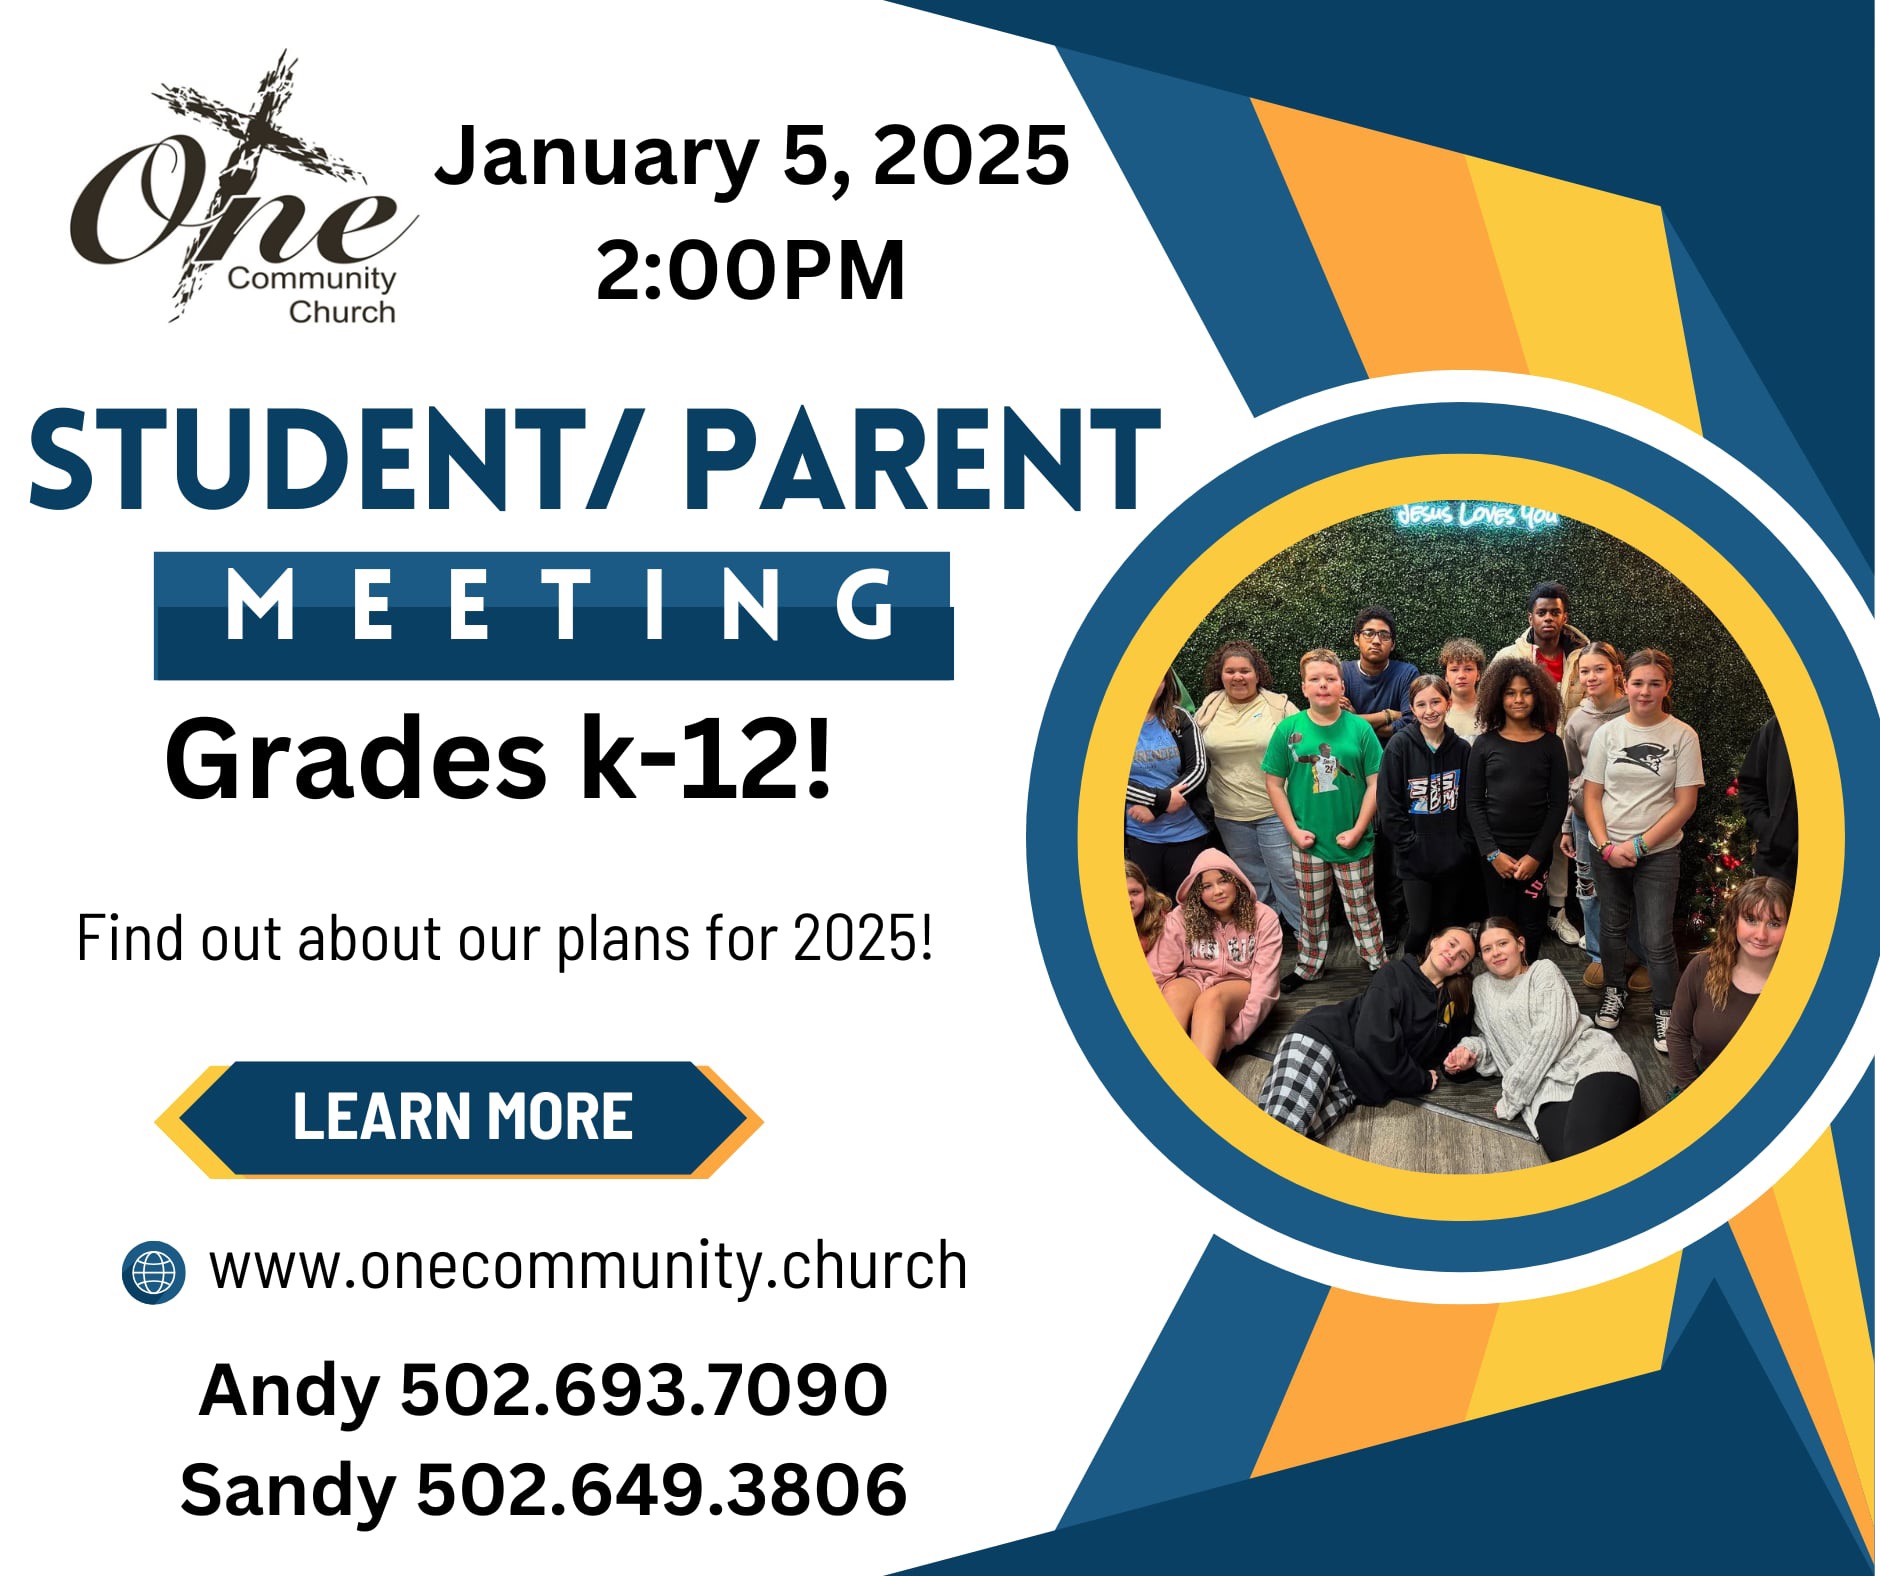 One
Community
Church
January 5, 2025
2:00PM
STUDENT/ PARENT
MEETING
Grades k-12!
Find out about our plans for 2025!
LEARN MORE
www.onecommunity.church
Andy 502.693.7090
Sandy 502.649.3806
Jesus Loves You